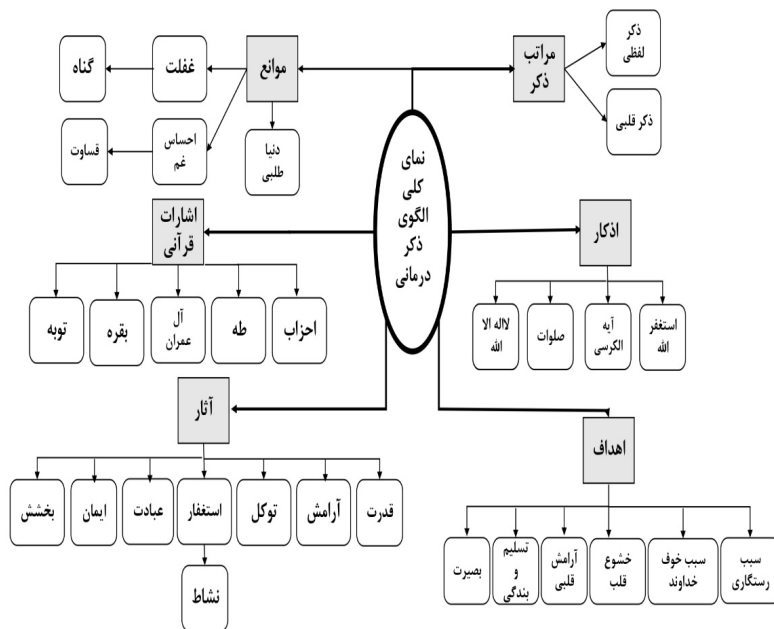 نمای
کلی
الگوی
ذکر
درمانی
مراتب
ذکر
ذکر
لفظی
ذکر قلبی
موانع
غفلت
گناه
احساس
غم
قساوت
دنیا
طلبی
اذکار
استغفر
الله
آیه
الکرسی
صلوات
لااله الا
الله
اشارات
قرآنی
احزاب
طه
آل
عمران
بقره
توبه
اهداف
سبب
رستگاری
سبب خوف
خداوند
خشوع
قلب
آرامش
قلبی
تسلیم
و
بندگی
بصیرت
آثار
قدرت
آرامش
توکل
استغفار
عبادت
ایمان
بخشش
نشاط